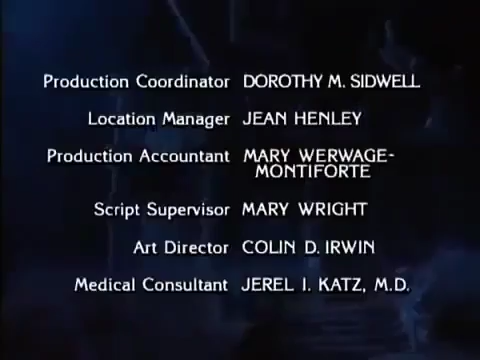 Production Coordinator DOROTHY M. SIDWELL
Location Manager JEAN HENLEY
Production Accountant MARY WERWAGE-
MONTIFORTE
Script Supervisor MARY WRIGHT
Art Director COLIN D. IRWIN
Medical Consultant JEREL I. KATZ, M.D.